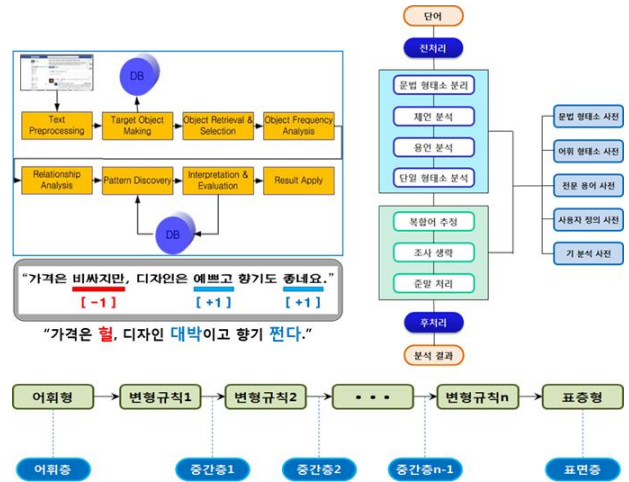 DB
Text
Preprocessing
Target Object
Making
Object Retrieval &
Selection
Object Frequency
Analysis
Relationship
Analysis
Pattern Discovery
Interpretation &
Evaluation
Result Apply
DB
"가격은 비싸지만, 디자인은 예쁘고 향기도 좋네요."
[ -1 ] [ +1 ] [ +1 ]
"가격은 헐, 디자인 대박이고 향기 쩐다."
단어
전처리
문법 형태소 분리
체언 분석
용언 분석
단일 형태소 분석
복합어 추정
조사 생략
준말 처리
후처리
분석 결과
문법 형태소 사전
어휘 형태소 사전
전문 용어 사전
사용자 정의 사전
기 분석 사전
어휘형 변형규칙1 변형규칙2 • • • 변형규칙n 표층형
어휘층 중간층1 중간층2 중간층n-1 표면층